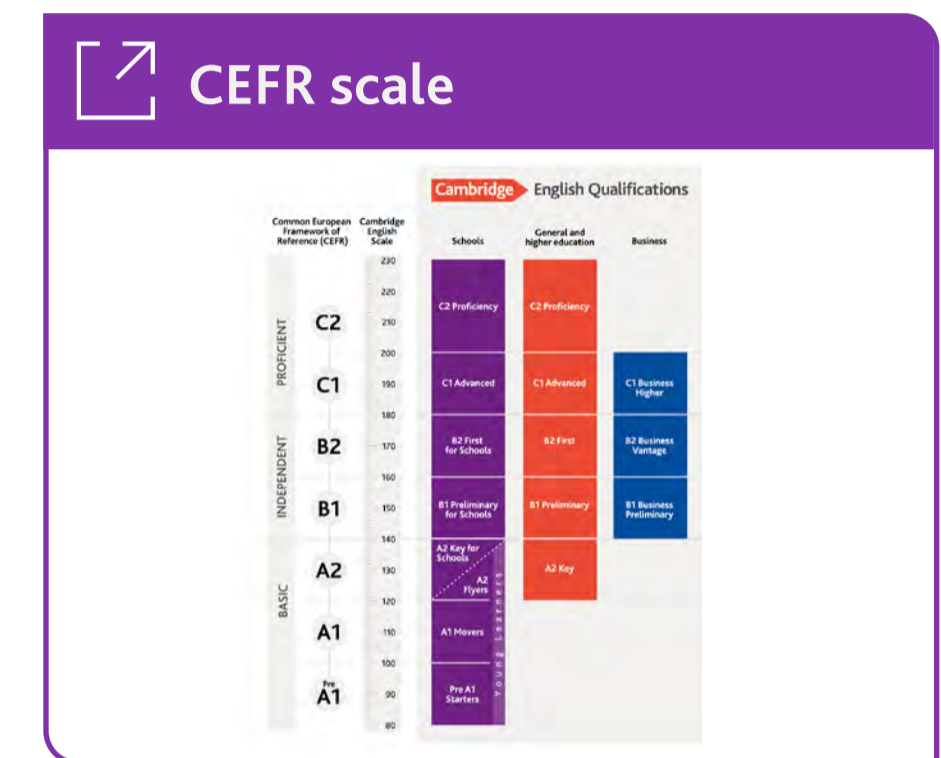 CEFR scale
Cambridge English Qualifications
Common European
Framework of
Reference (CEFR)
Cambridge
English
Scale
Schools
General and
higher education
Business
PROFICIENT
INDEPENDENT
BASIC
C2
C1
B2
B1
A2
A1
Pre
A1
230
220
210
200
190
180
170
160
150
140
130
120
110
100
90
80
C2 Proficiency
C1 Advanced
B2 First
for Schools
B1 Preliminary
for Schools
A2 Key for
Schools
A2
Flyers
A1 Movers
Pre A1
Starters
Young Learners
C2 Proficiency
C1 Advanced
B2 First
B1 Preliminary
A2 Key
C1 Business
Higher
B2 Business
Vantage
B1 Business
Preliminary